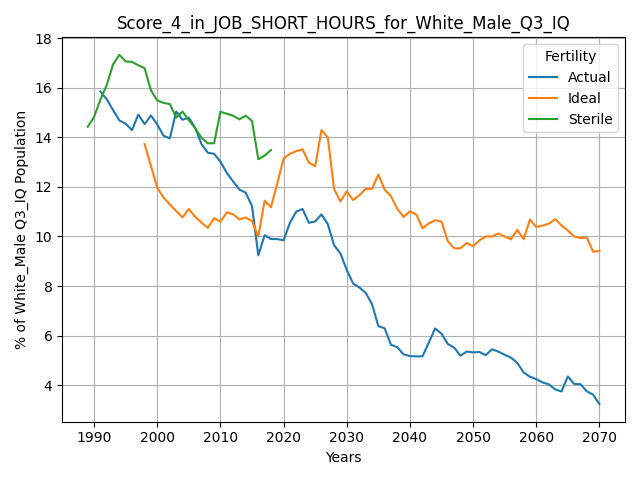 Score_4_in_JOB_SHORT_HOURS_for_White_Male_Q3_IQ
% of White_Male Q3_IQ Population
18
16
14
12
10
8
6
4
Fertility
Actual
Ideal
Sterile
1990 2000 2010 2020 2030 2040 2050 2060 2070
Years